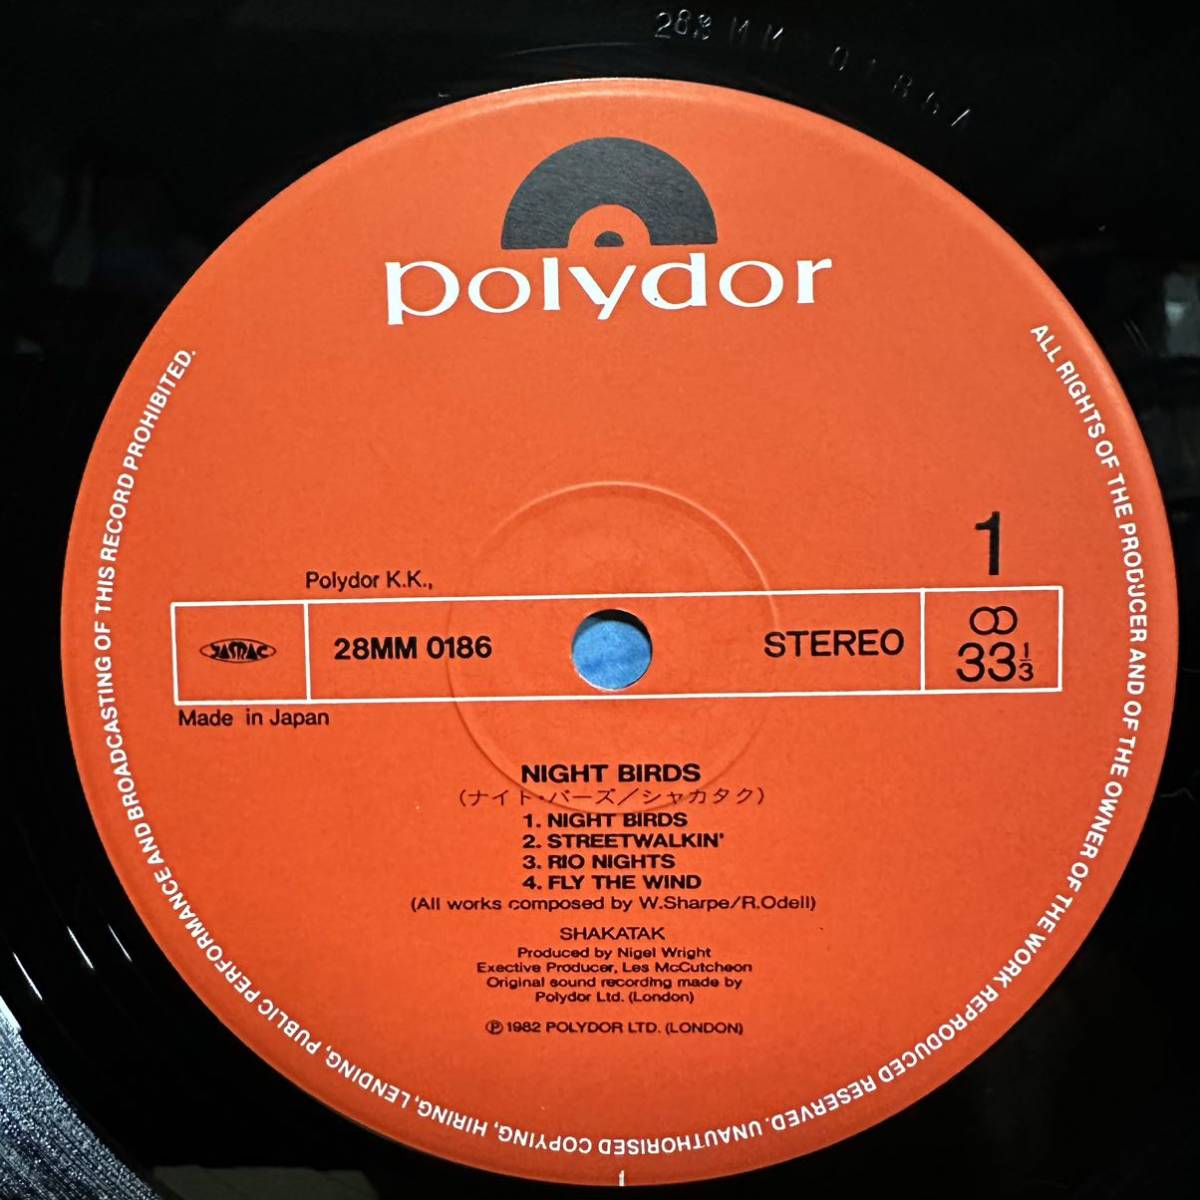 polydor
1
Polydor K.K.,
JASRAC
28MM 0186
STEREO
33 1/3
Made in Japan
NIGHT BIRDS
(ナイト・バーズ/シャカタク)
1. NIGHT BIRDS
2. STREETWALKIN'
3. RIO NIGHTS
4. FLY THE WIND
(All works composed by W.Sharpe/R.Odell)
SHAKATAK
Produced by Nigel Wright
Exective Producer, Les McCutcheon
Original sound recording made by
Polydor Ltd. (London)
Ⓟ 1982 POLYDOR LTD. (LONDON)
ALL RIGHTS OF THE PRODUCER AND OF THE OWNER OF THE WORK REPRODUCED RESERVED. UNAUTHORISED COPYING, HIRING, LENDING, PUBLIC PERFORMANCE AND BROADCASTING OF THIS RECORD PROHIBITED.